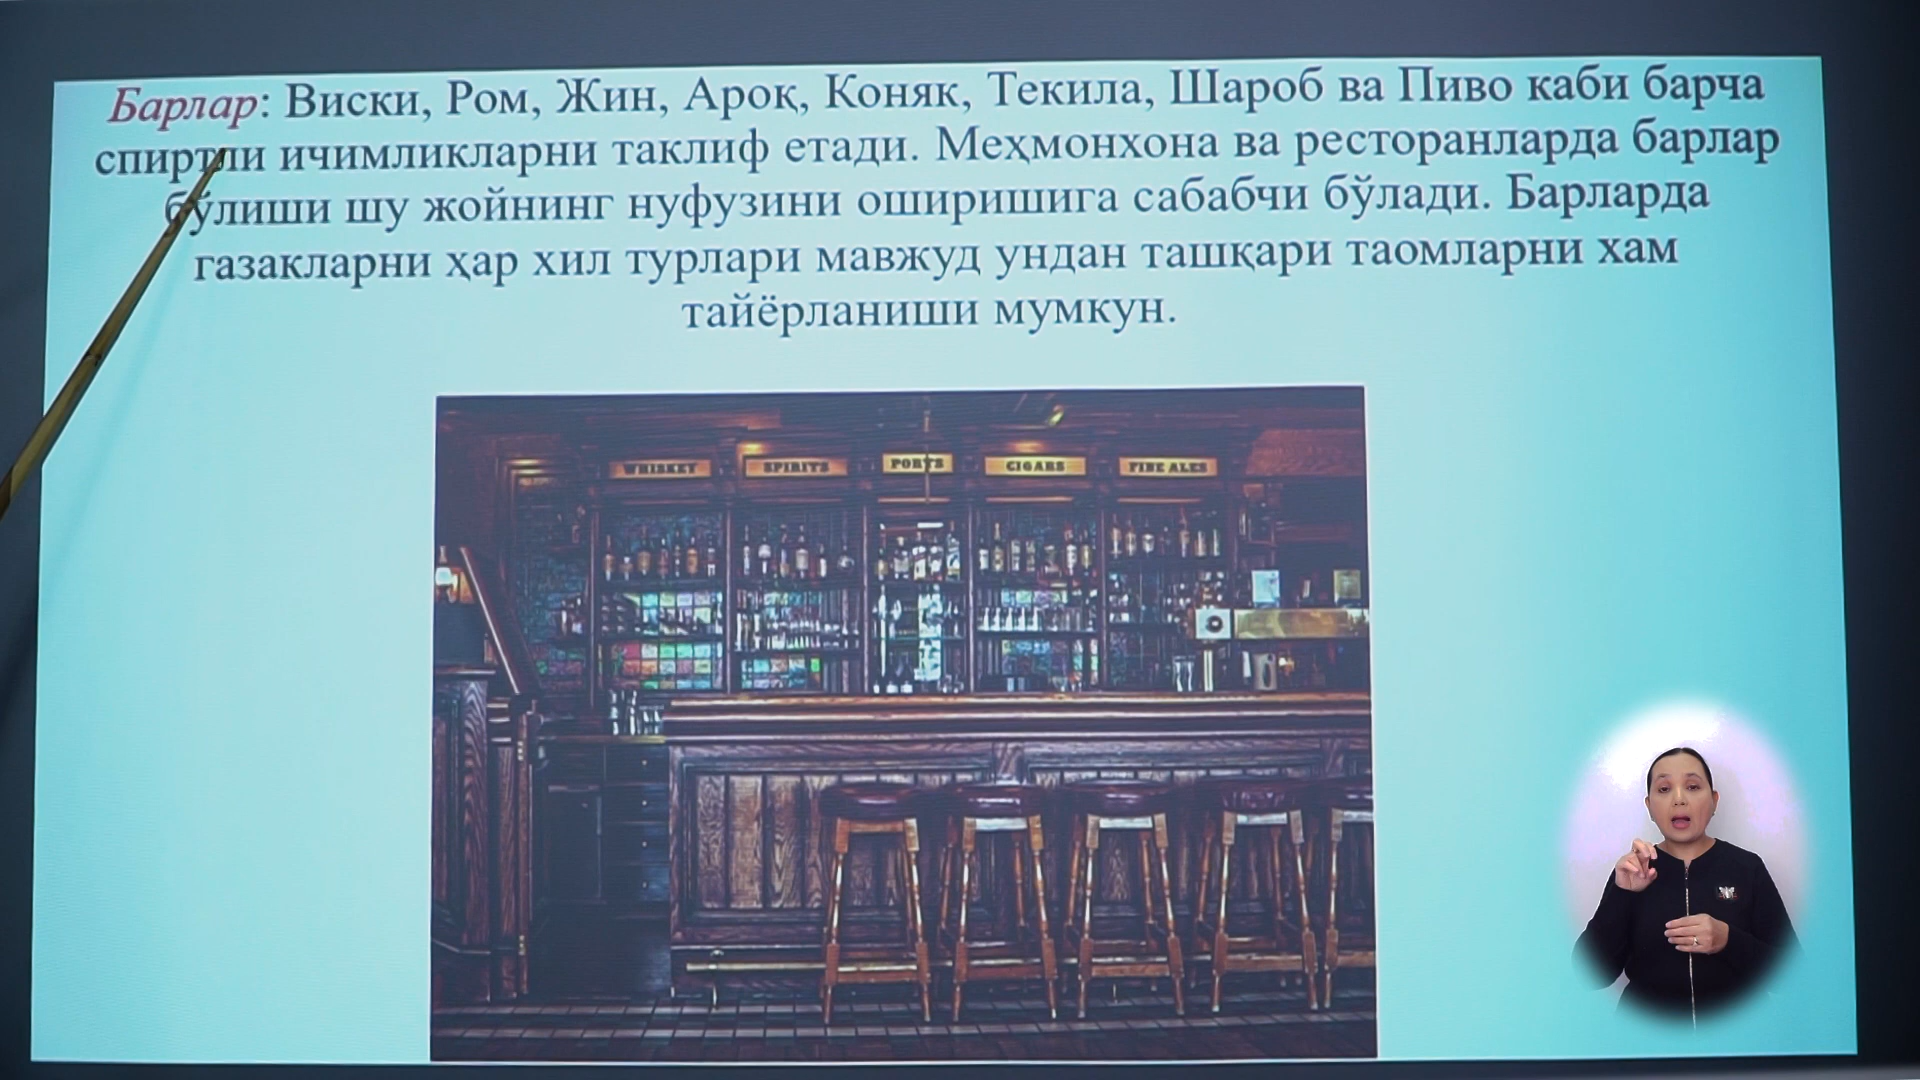 Барлар: Виски, Ром, Жин, Ароқ, Коняк, Текила, Шароб ва Пиво каби барча
спиртли ичимликларни таклиф етади. Меҳмонхона ва ресторанларда барлар
бўлиши шу жойнинг нуфузини оширишига сабабчи бўлади. Барларда
газакларни ҳар хил турлари мавжуд ундан ташқари таомларни хам
тайёрланиши мумкун.
WHISKEY SPIRITS PORTS CIGARS FINE ALES